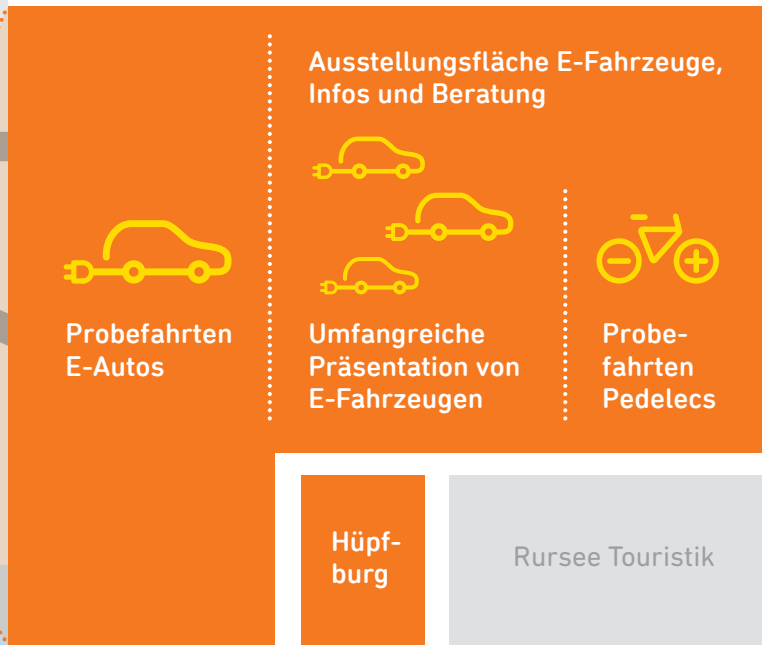 Ausstellungsfläche E-Fahrzeuge,
Infos und Beratung
Probefahrten
E-Autos
Umfangreiche
Präsentation von
E-Fahrzeugen
Probe-
fahrten
Pedelecs
Hüpf-
burg
Rursee Touristik